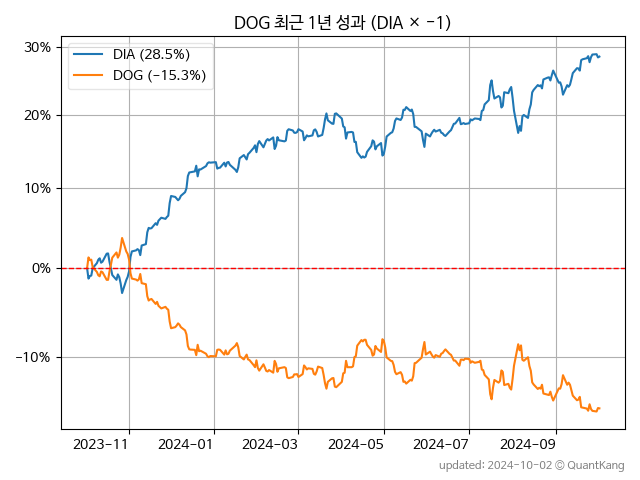 DOG 최근 1년 성과 (DIA × −1)
30%
20%
10%
0%
−10%
DIA (28.5%)
DOG (−15.3%)
2023-11
2024-01
2024-03
2024-05
2024-07
2024-09
updated: 2024-10-02 © QuantKang